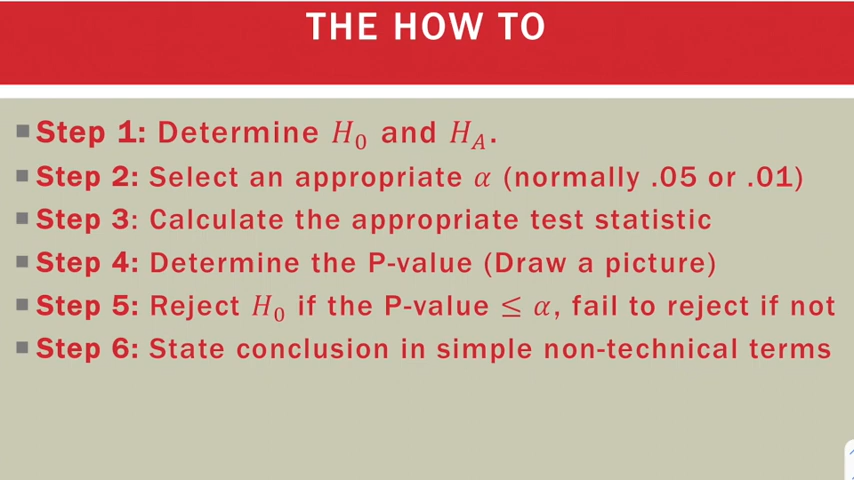 THE HOW TO
Step 1: Determine H₀ and H_A.
Step 2: Select an appropriate α (normally .05 or .01)
Step 3: Calculate the appropriate test statistic
Step 4: Determine the P-value (Draw a picture)
Step 5: Reject H₀ if the P-value ≤ α, fail to reject if not
Step 6: State conclusion in simple non-technical terms